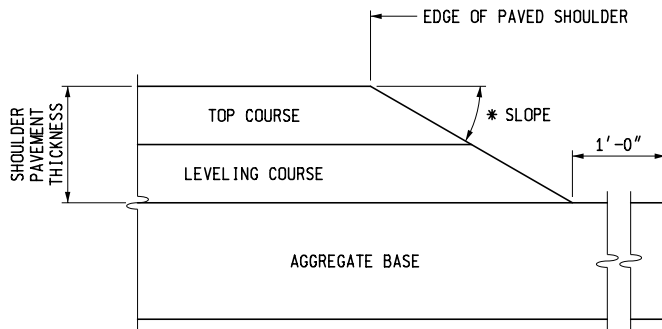 EDGE OF PAVED SHOULDER
TOP COURSE
* SLOPE
SHOULDER
PAVEMENT
THICKNESS
1'-0"
LEVELING COURSE
AGGREGATE BASE